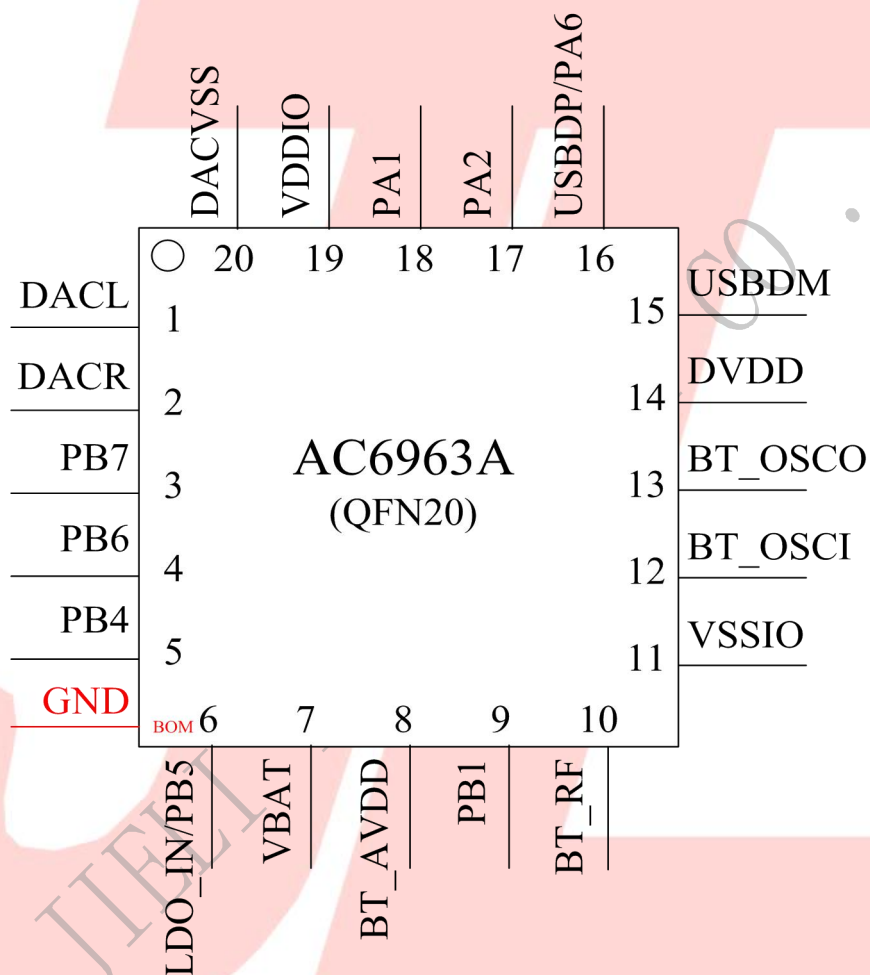 DACVSS
VDDIO
PA1
PA2
USBDP/PA6
20
19
18
17
16
DACL
1
DACR
2
PB7
3
PB6
4
PB4
5
GND
BOM
AC6963A
(QFN20)
15
USBDM
14
DVDD
13
BT_OSCO
12
BT_OSCI
11
VSSIO
6
7
8
9
10
LDO_IN/PB5
VBAT
BT_AVDD
PB1
BT_RF
JIELI
CO.